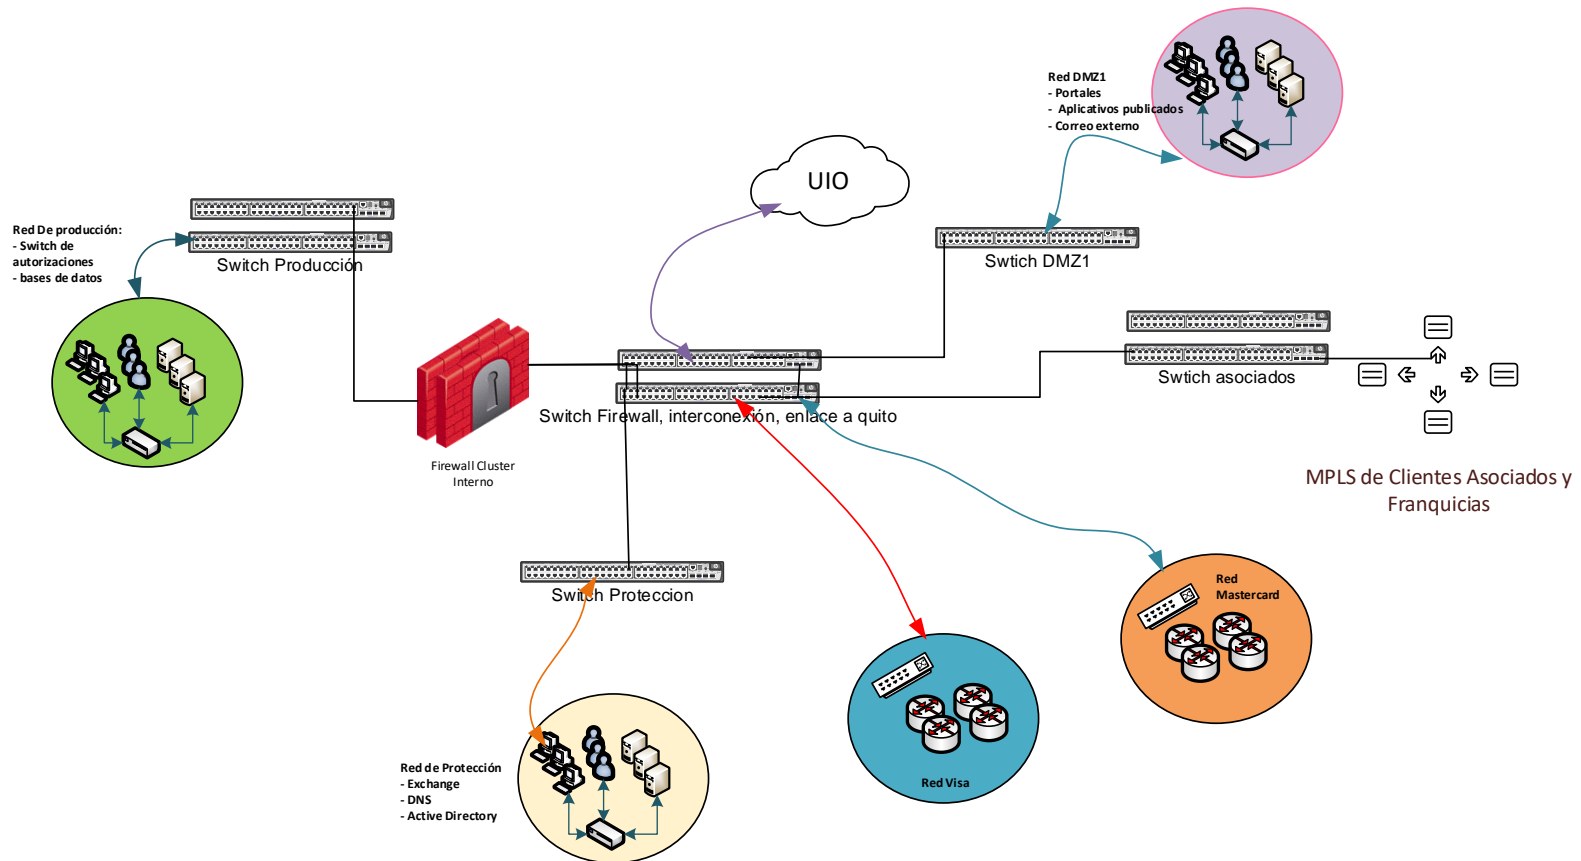 Red DMZ1
- Portales
- Aplicativos publicados
- Correo externo
UIO
Red De producción:
- Switch de
autorizaciones
- bases de datos
Switch Producción
Swtich DMZ1
Swtich asociados
Switch Firewall, interconexión, enlace a quito
Firewall Cluster
Interno
MPLS de Clientes Asociados y
Franquicias
Switch Proteccion
Red
Mastercard
Red de Protección
- Exchange
- DNS
- Active Directory
Red Visa